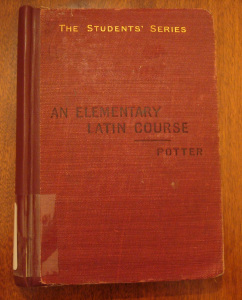 THE STUDENTS' SERIES
AN ELEMENTARY
LATIN COURSE
POTTER